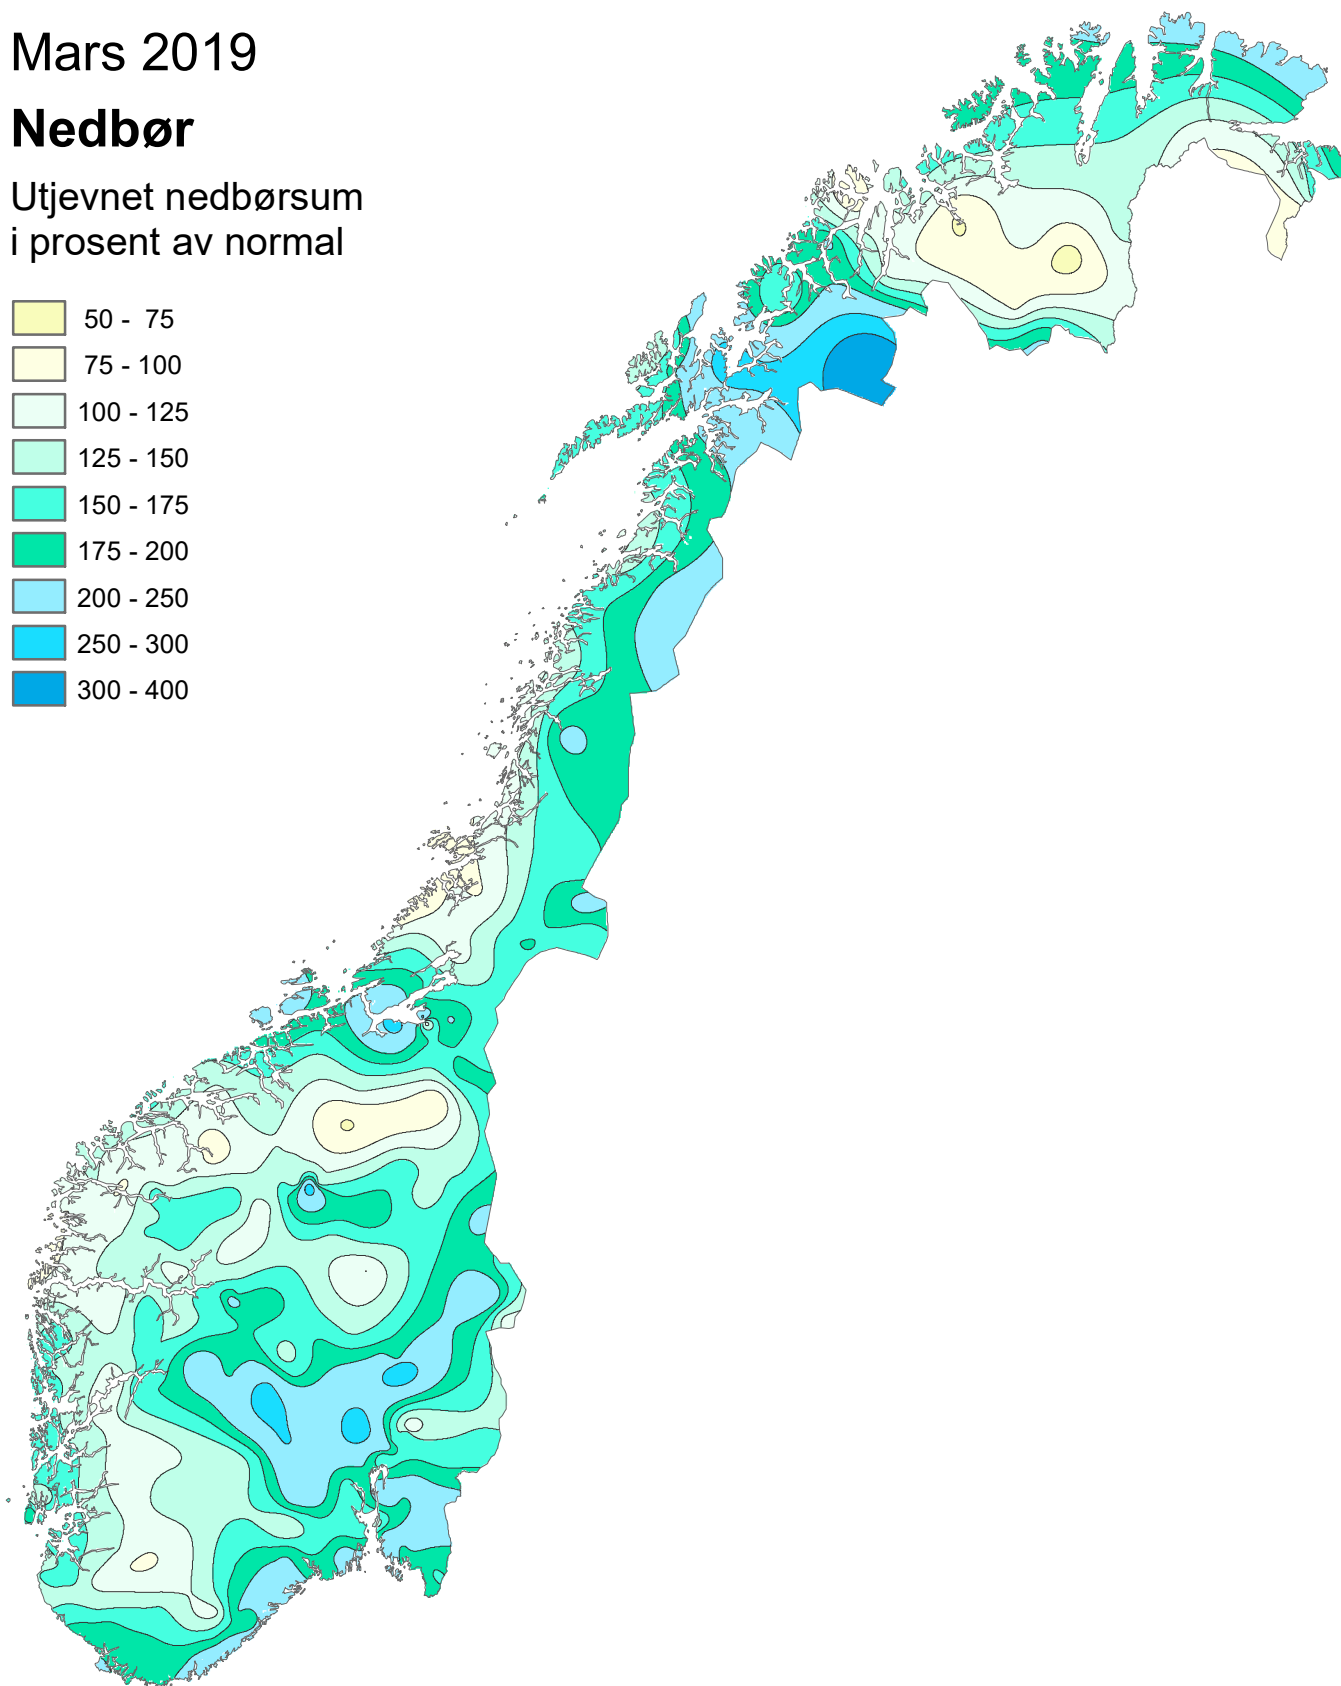 Mars 2019
Nedbør
Utjevnet nedbørsum
i prosent av normal
50 - 75
75 - 100
100 - 125
125 - 150
150 - 175
175 - 200
200 - 250
250 - 300
300 - 400